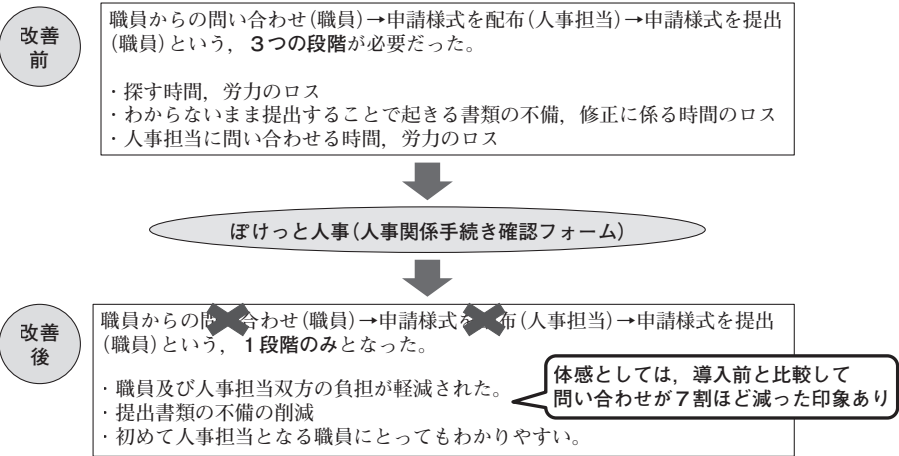 改善
前
職員からの問い合わせ(職員)→申請様式を配布(人事担当)→申請様式を提出
(職員)という，3つの段階が必要だった。
・探す時間，労力のロス
・わからないまま提出することで起きる書類の不備，修正に係る時間のロス
・人事担当に問い合わせる時間，労力のロス
ぽけっと人事(人事関係手続き確認フォーム)
改善
後
職員からの問 合わせ(職員)→申請様式を 布(人事担当)→申請様式を提出
(職員)という，1段階のみとなった。
・職員及び人事担当双方の負担が軽減された。
・提出書類の不備の削減
・初めて人事担当となる職員にとってもわかりやすい。
体感としては，導入前と比較して
問い合わせが7割ほど減った印象あり